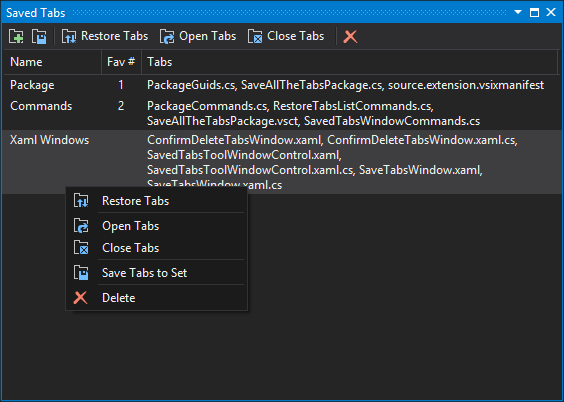 Saved Tabs
Restore Tabs Open Tabs Close Tabs
Name Fav # Tabs
Package 1 PackageGuids.cs, SaveAllTheTabsPackage.cs, source.extension.vsixmanifest
Commands 2 PackageCommands.cs, RestoreTabsListCommands.cs,
SaveAllTheTabsPackage.vsct, SavedTabsWindowCommands.cs
Xaml Windows ConfirmDeleteTabsWindow.xaml, ConfirmDeleteTabsWindow.xaml.cs,
SavedTabsToolWindowControl.xaml,
SavedTabsToolWindowControl.xaml.cs, SaveTabsWindow.xaml,
SaveTabsWindow.xaml.cs
Restore Tabs
Open Tabs
Close Tabs
Save Tabs to Set
Delete